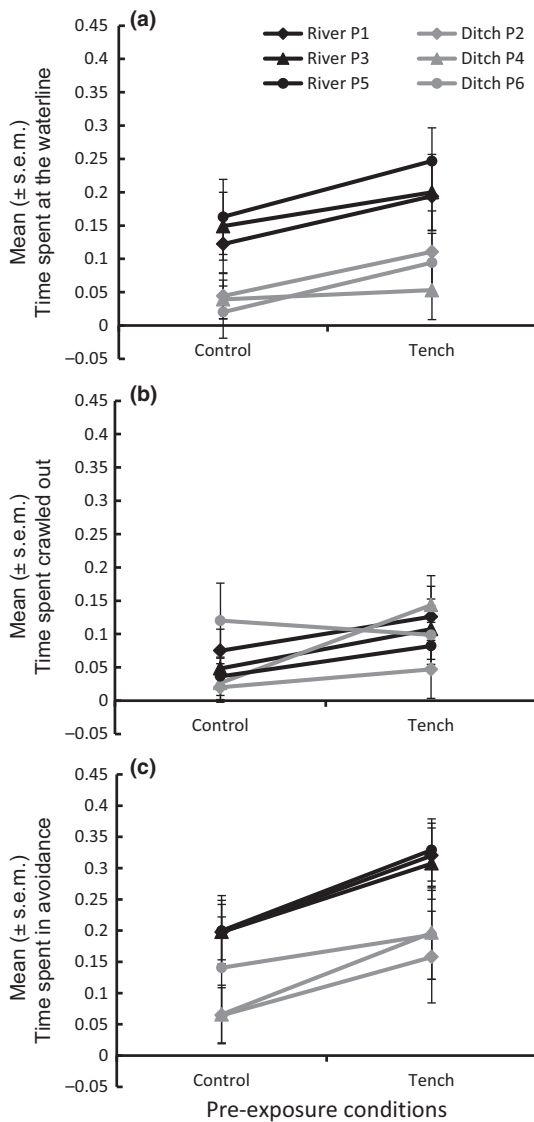 (a)
River P1 Ditch P2
River P3 Ditch P4
River P5 Ditch P6
Mean (± s.e.m.)
Time spent at the waterline
0.45
0.4
0.35
0.3
0.25
0.2
0.15
0.1
0.05
0
–0.05
Control Tench
(b)
Mean (± s.e.m.)
Time spent crawled out
0.45
0.4
0.35
0.3
0.25
0.2
0.15
0.1
0.05
0
–0.05
Control Tench
(c)
Mean (± s.e.m.)
Time spent in avoidance
0.45
0.4
0.35
0.3
0.25
0.2
0.15
0.1
0.05
0
–0.05
Control Tench
Pre-exposure conditions